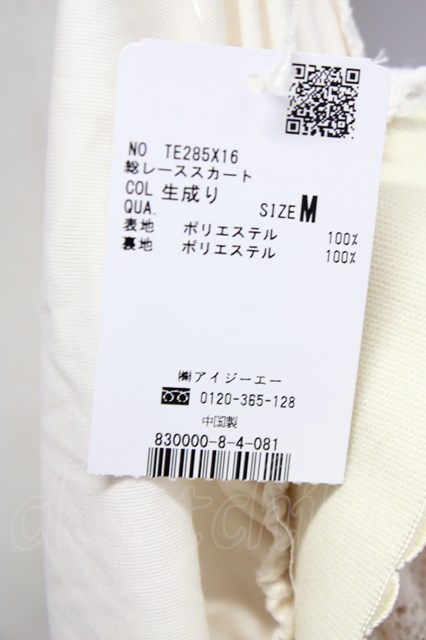 NO TE285X16
総レーススカート
COL 生成り
QUA. SIZE M
表地 ポリエステル 100%
裏地 ポリエステル 100%
㈱アイジーエー
0120-365-128
中国製
830000-8-4-081